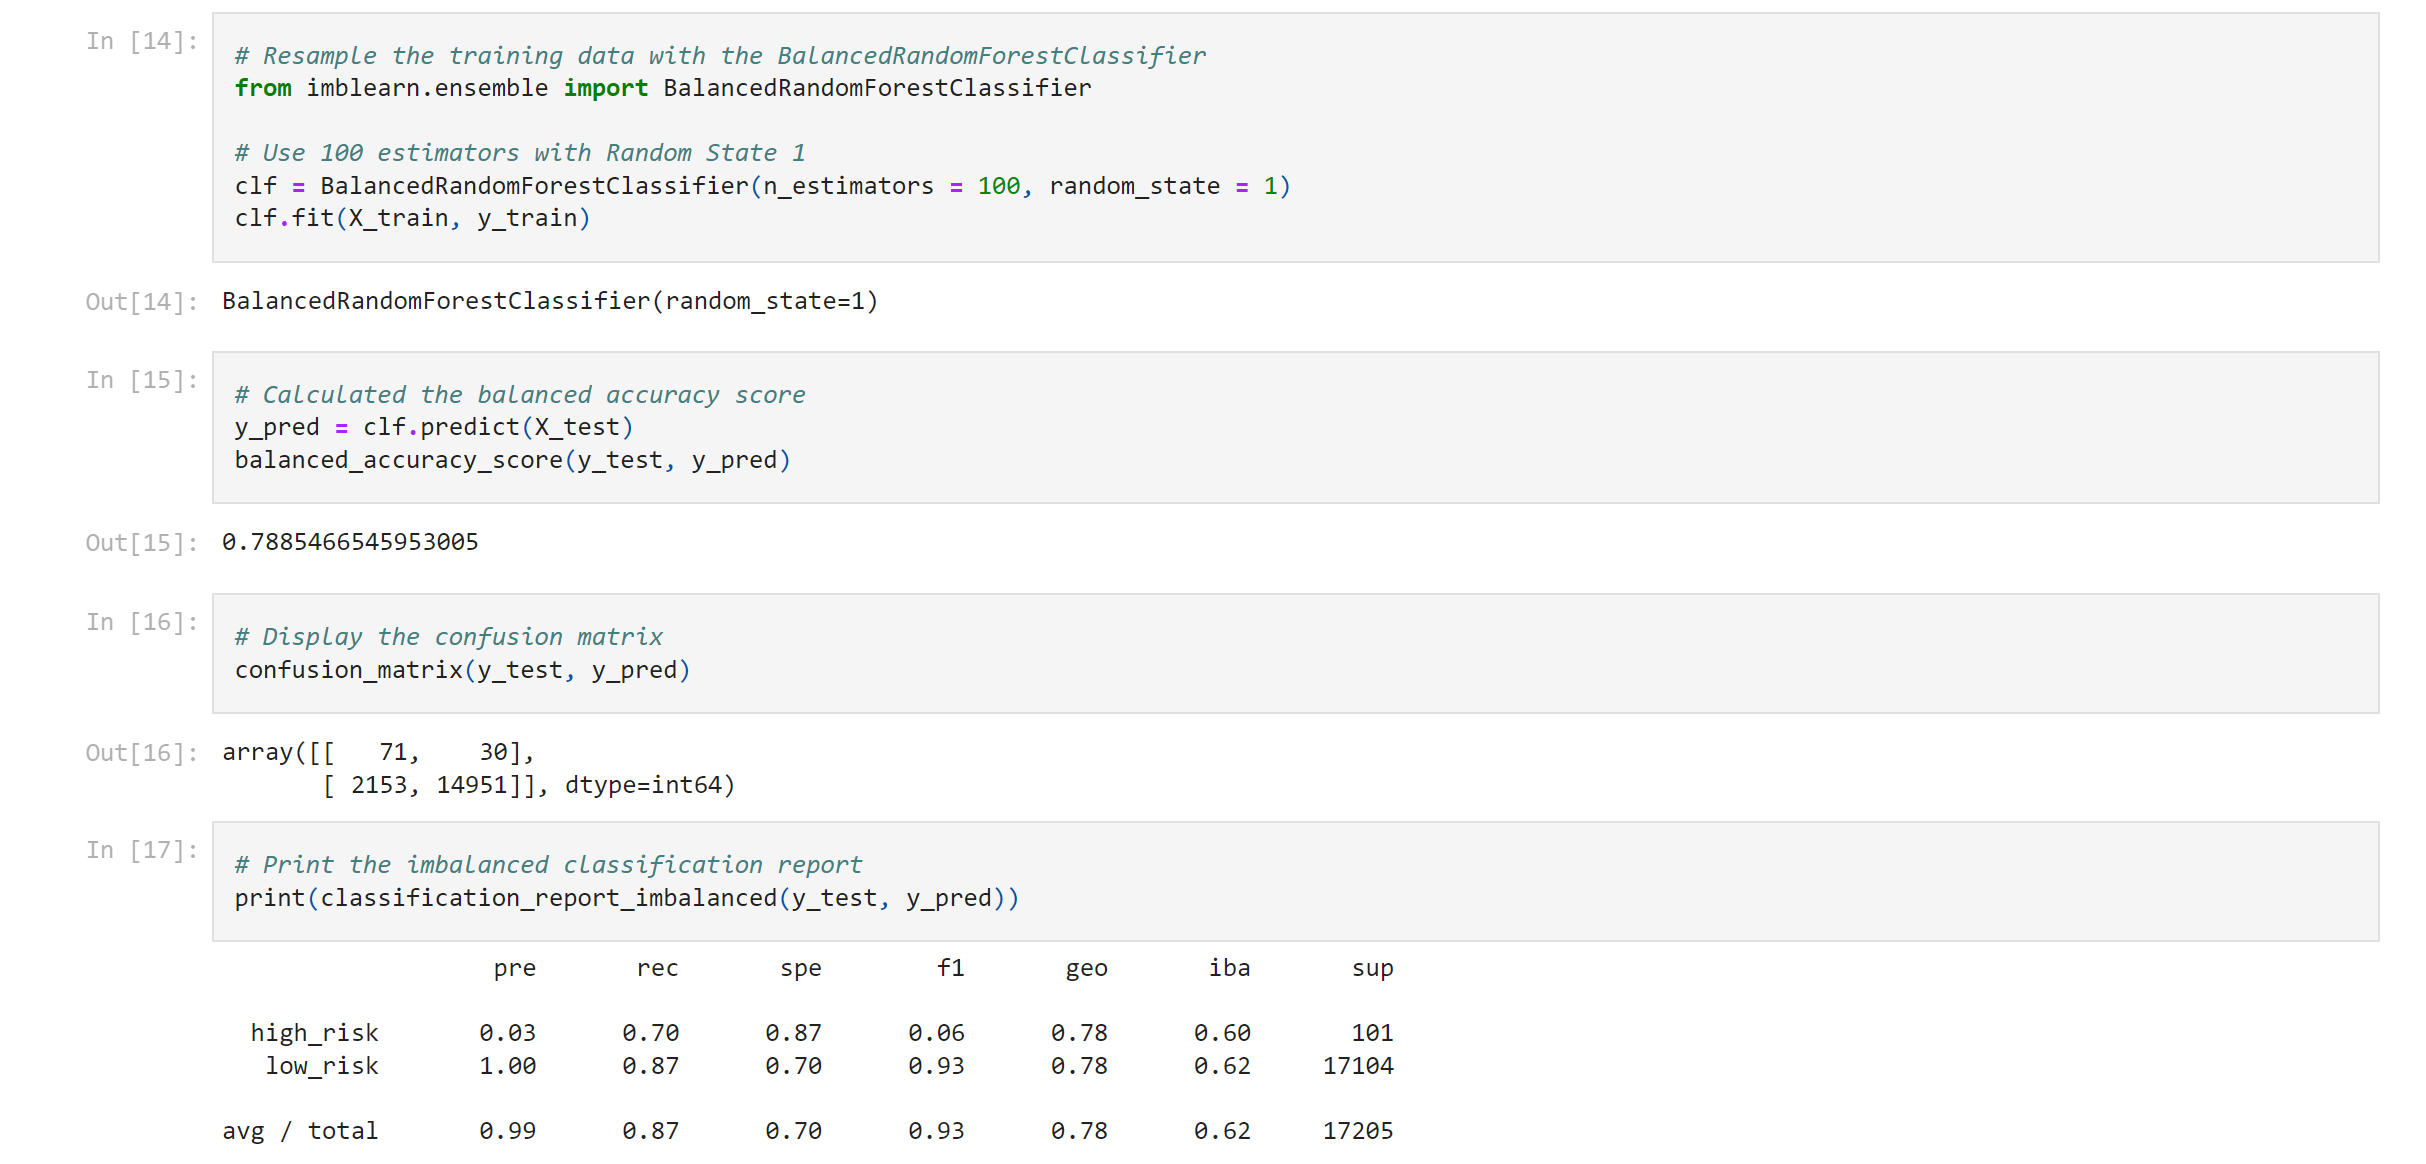 In [14]:
# Resample the training data with the BalancedRandomForestClassifier
from imblearn.ensemble import BalancedRandomForestClassifier
# Use 100 estimators with Random State 1
clf = BalancedRandomForestClassifier(n_estimators = 100, random_state = 1)
clf.fit(X_train, y_train)
Out[14]: BalancedRandomForestClassifier(random_state=1)
In [15]:
# Calculated the balanced accuracy score
y_pred = clf.predict(X_test)
balanced_accuracy_score(y_test, y_pred)
Out[15]: 0.7885466545953005
In [16]:
# Display the confusion matrix
confusion_matrix(y_test, y_pred)
Out[16]: array([[   71,    30],
       [ 2153, 14951]], dtype=int64)
In [17]:
# Print the imbalanced classification report
print(classification_report_imbalanced(y_test, y_pred))
                   pre       rec       spe        f1       geo       iba       sup
  high_risk       0.03      0.70      0.87      0.06      0.78      0.60       101
   low_risk       1.00      0.87      0.70      0.93      0.78      0.62     17104
avg / total       0.99      0.87      0.70      0.93      0.78      0.62     17205